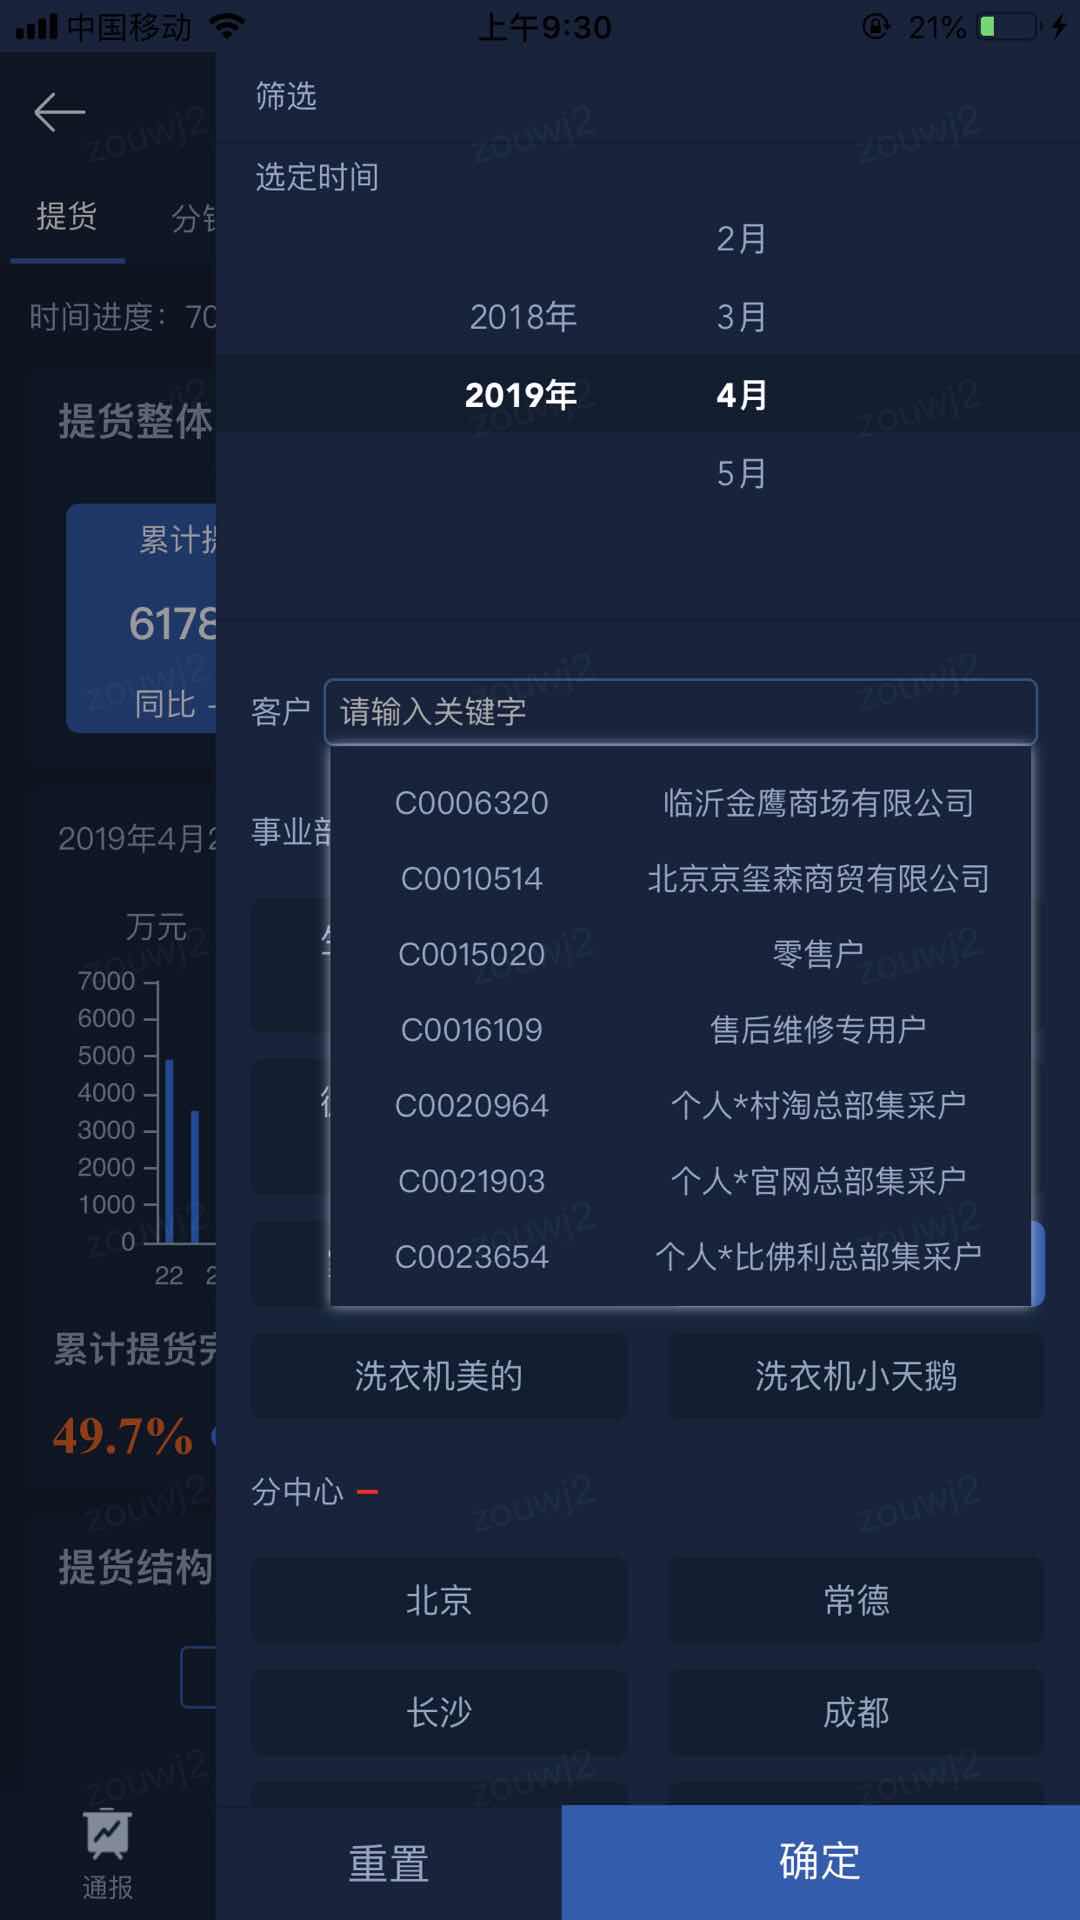 中国移动
上午9:30
21%
筛选
选定时间
2月
2018年
3月
2019年
4月
5月
客户
请输入关键字
C0006320
临沂金鹰商场有限公司
C0010514
北京京玺森商贸有限公司
C0015020
零售户
C0016109
售后维修专用户
C0020964
个人*村淘总部集采户
C0021903
个人*官网总部集采户
C0023654
个人*比佛利总部集采户
事业部
洗衣机美的
洗衣机小天鹅
分中心
北京
常德
长沙
成都
重置
确定
提货
时间进度：70
提货整体
累计提
6178
同比 -
2019年4月2
万元
7000
6000
5000
4000
3000
2000
1000
0
22
2
累计提货完
49.7%
提货结构
通报
zouwj2